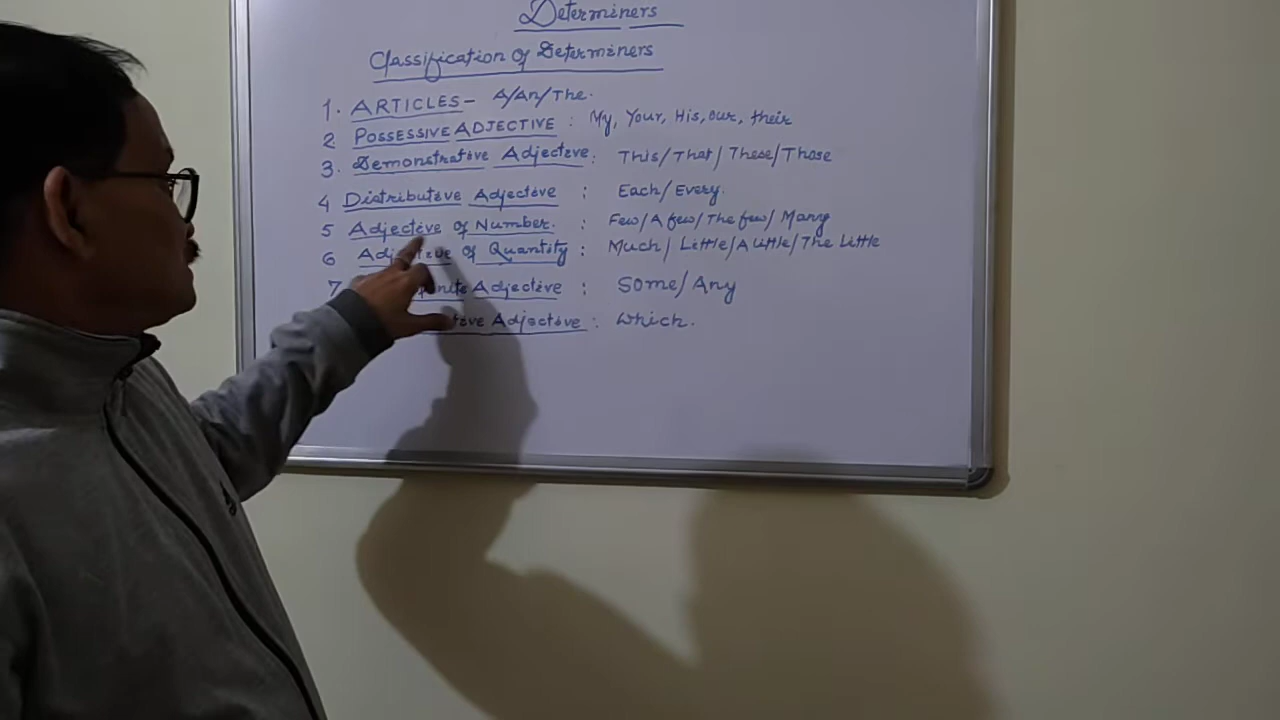 Determiners
Classification Of Determiners
1. ARTICLES - A/An/The.
2 POSSESSIVE ADJECTIVE : My, Your, His, our, their
3. Demonstrative Adjective: This/That/These/Those
4 Distributive Adjective : Each/Every.
5 Adjective of Number. : Few/A few/The few/Many
6 Adjective of Quantity : Much/Little/A little/The Little
7 Adjective : Some/Any
Adjective : Which.